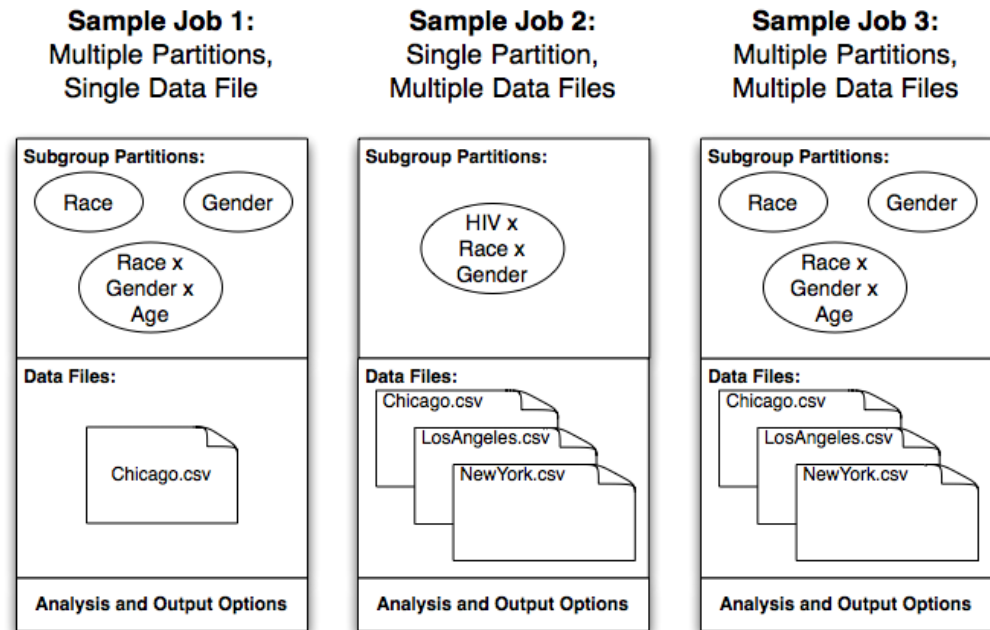 Sample Job 1:
Multiple Partitions,
Single Data File
Subgroup Partitions:
Race
Gender
Race x
Gender x
Age
Data Files:
Chicago.csv
Analysis and Output Options
Sample Job 2:
Single Partition,
Multiple Data Files
Subgroup Partitions:
HIV x
Race x
Gender
Data Files:
Chicago.csv
LosAngeles.csv
NewYork.csv
Analysis and Output Options
Sample Job 3:
Multiple Partitions,
Multiple Data Files
Subgroup Partitions:
Race
Gender
Race x
Gender x
Age
Data Files:
Chicago.csv
LosAngeles.csv
NewYork.csv
Analysis and Output Options